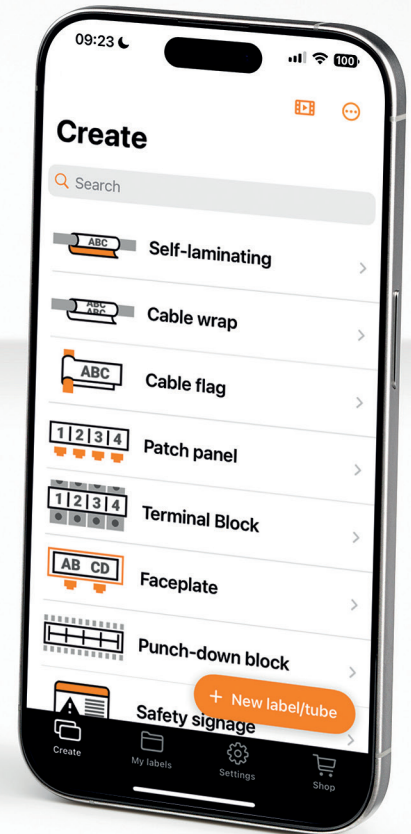 09:23
100
Create
Search
ABC
Self-laminating
ABC
ABC
Cable wrap
ABC
Cable flag
1 2 3 4
Patch panel
1 2 3 4
Terminal Block
AB CD
Faceplate
Punch-down block
Safety signage
+ New label/tube
Create
My labels
Settings
Shop